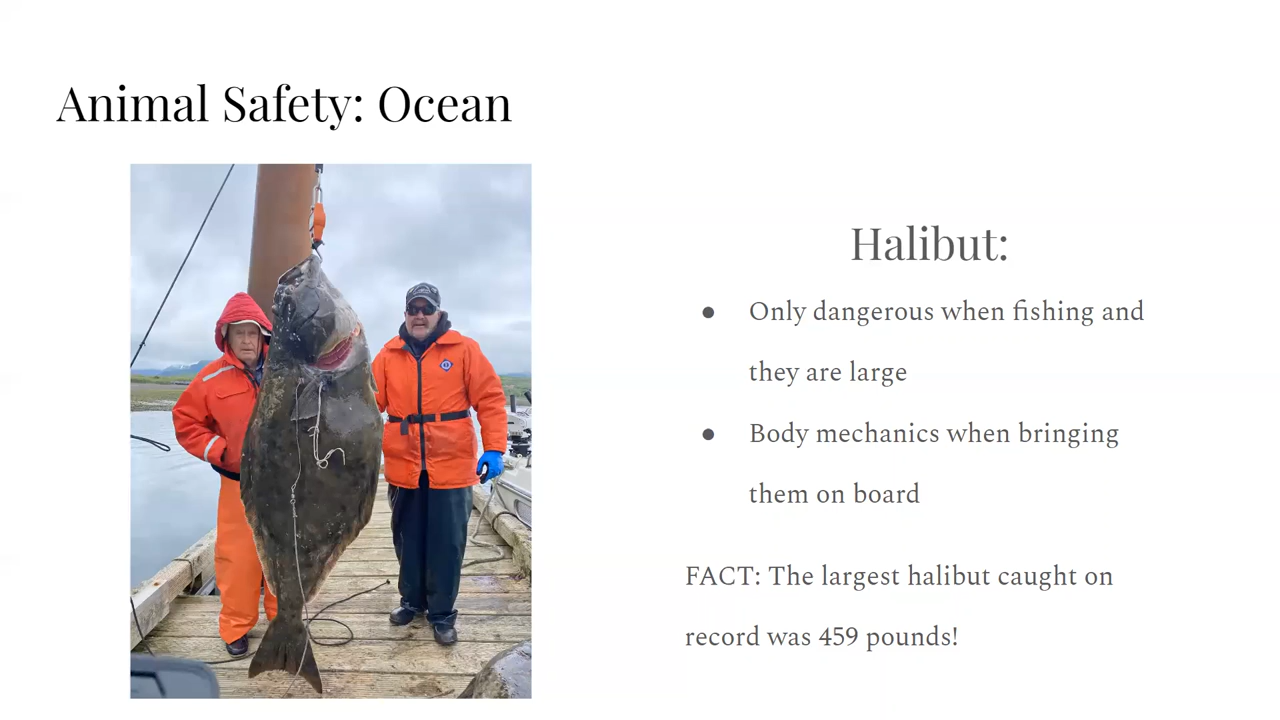 Animal Safety: Ocean
Halibut:
● Only dangerous when fishing and
they are large
● Body mechanics when bringing
them on board
FACT: The largest halibut caught on
record was 459 pounds!